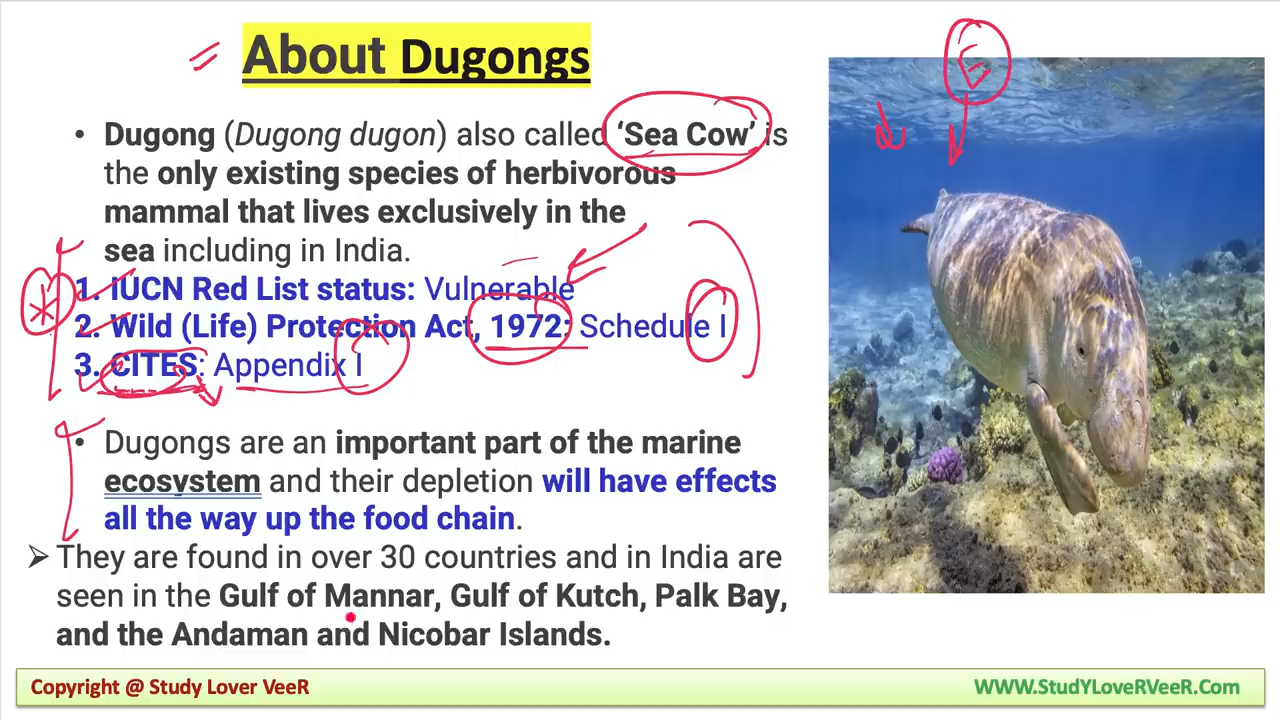 About Dugongs
• Dugong (Dugong dugon) also called ‘Sea Cow’ is
the only existing species of herbivorous
mammal that lives exclusively in the
sea including in India.
1. IUCN Red List status: Vulnerable
2. Wild (Life) Protection Act, 1972: Schedule I
3. CITES: Appendix I
• Dugongs are an important part of the marine
ecosystem and their depletion will have effects
all the way up the food chain.
➢ They are found in over 30 countries and in India are
seen in the Gulf of Mannar, Gulf of Kutch, Palk Bay,
and the Andaman and Nicobar Islands.
E
Copyright @ Study Lover VeeR
WWW.StudYLoveRVeeR.Com